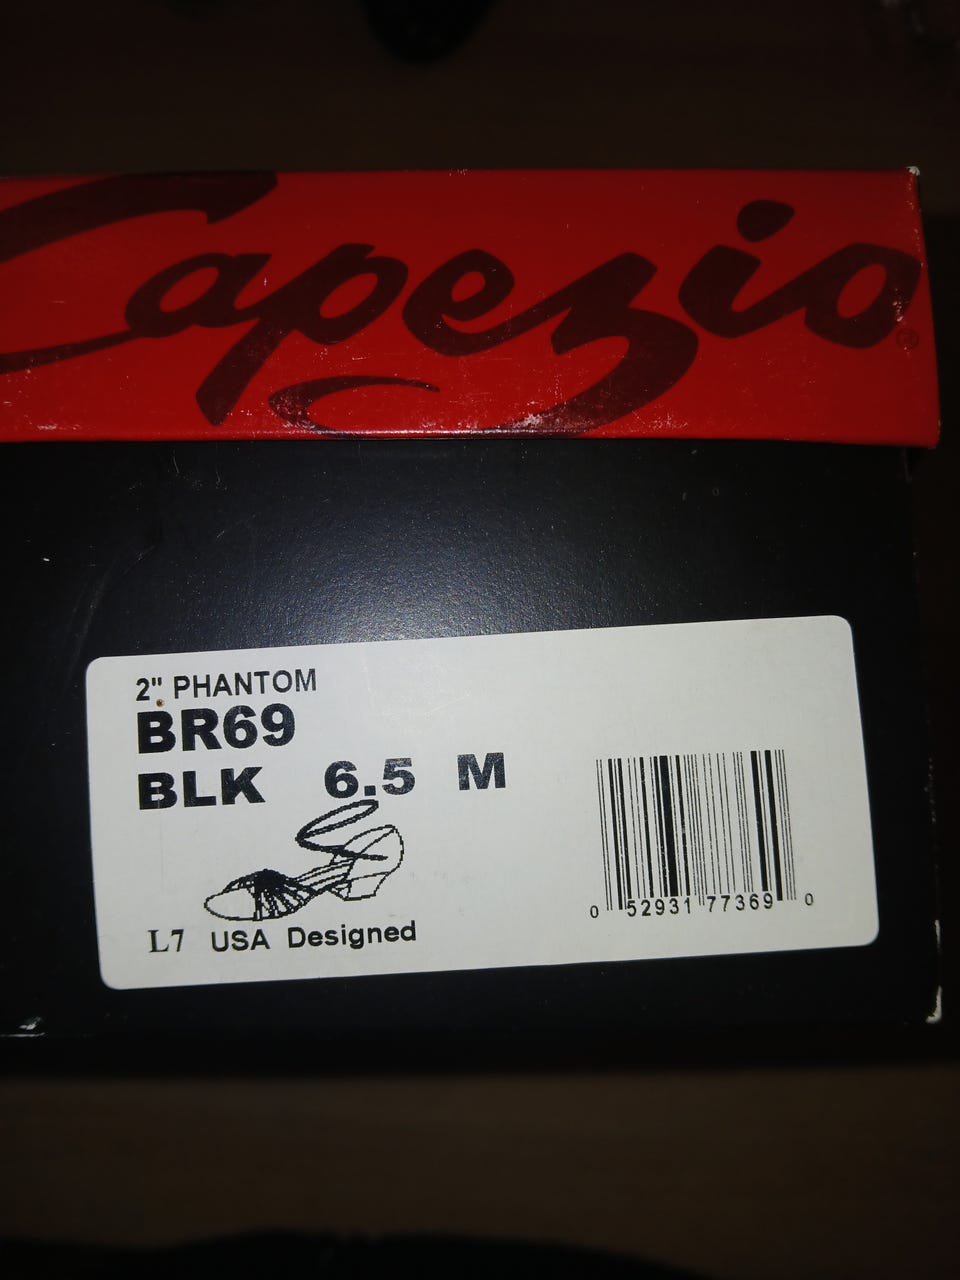 Capezio®
2" PHANTOM
BR69
BLK 6.5 M
L7 USA Designed
0 52931 77369 0